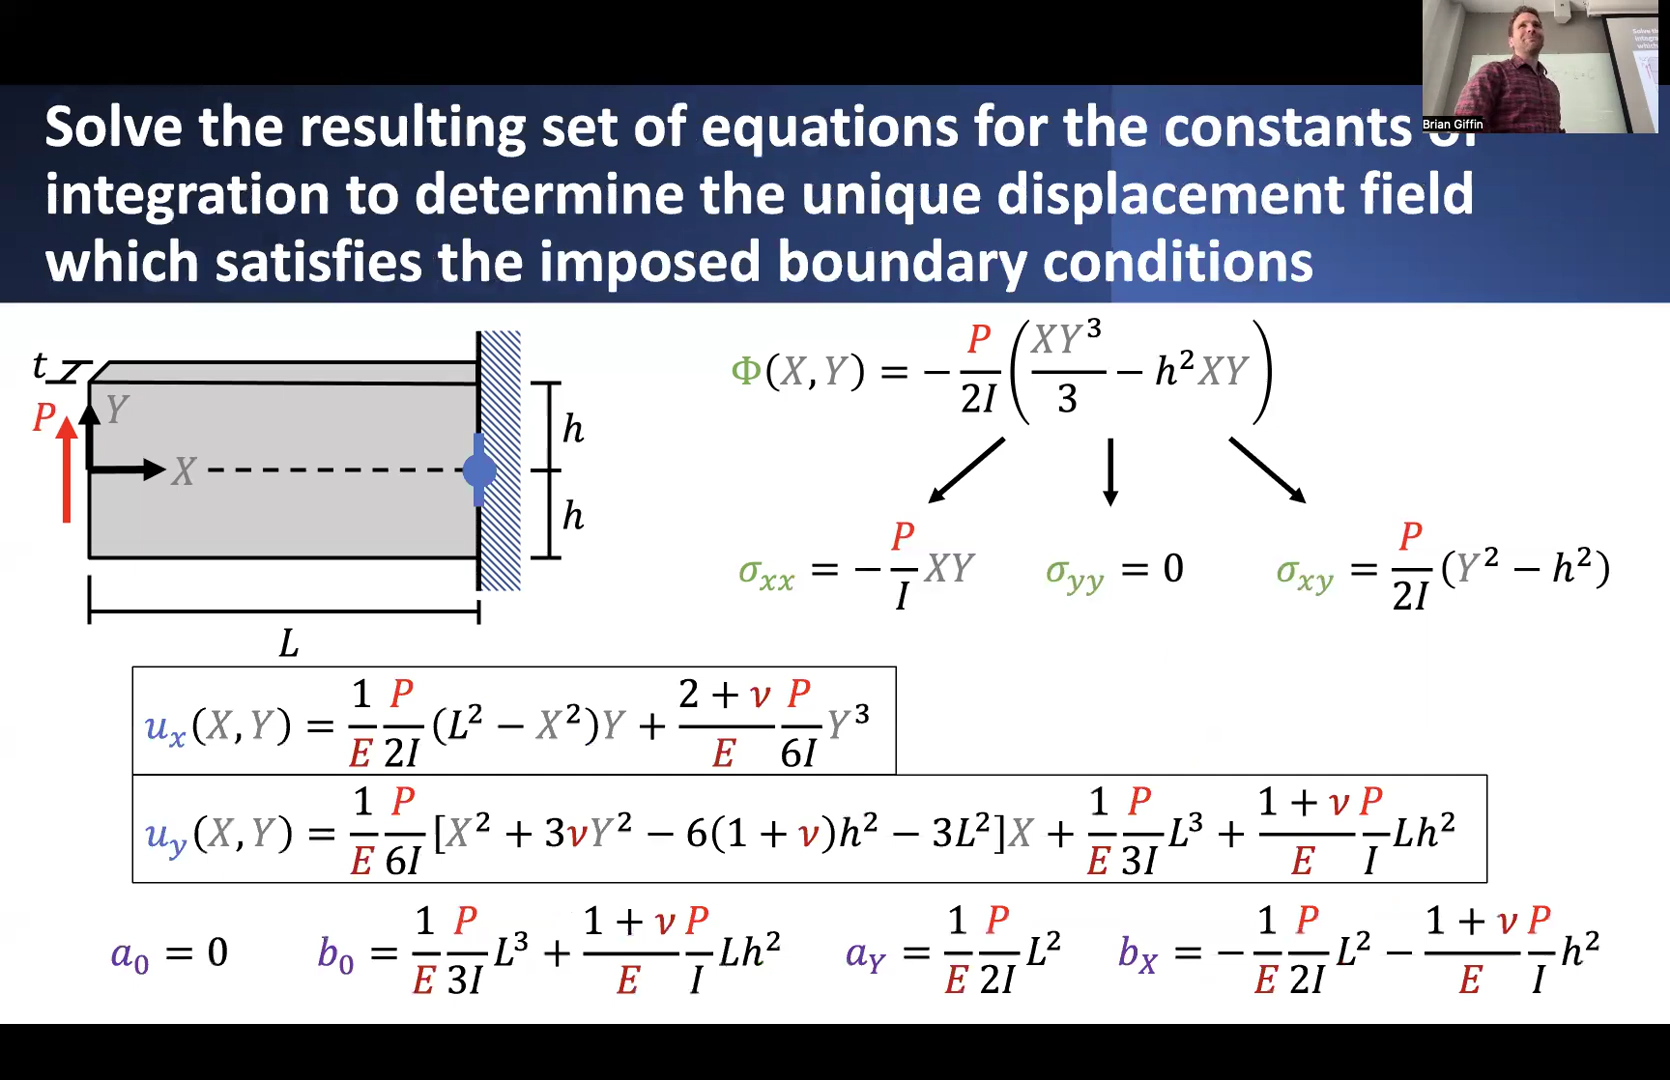 Solve the resulting set of equations for the constants of
integration to determine the unique displacement field
which satisfies the imposed boundary conditions
Brian Giffin
t
P
Y
X
h
h
L
Φ(X, Y) = −P/2I (XY³/3 − h²XY)
σxx = −P/I XY
σyy = 0
σxy = P/2I (Y² − h²)
ux(X, Y) = 1/E P/2I (L² − X²)Y + 2 + ν/E P/6I Y³
uy(X, Y) = 1/E P/6I [X² + 3νY² − 6(1 + ν)h² − 3L²]X + 1/E P/3I L³ + 1 + ν/E P/I Lh²
a₀ = 0
b₀ = 1/E P/3I L³ + 1 + ν/E P/I Lh²
aY = 1/E P/2I L²
bX = −1/E P/2I L² − 1 + ν/E P/I h²